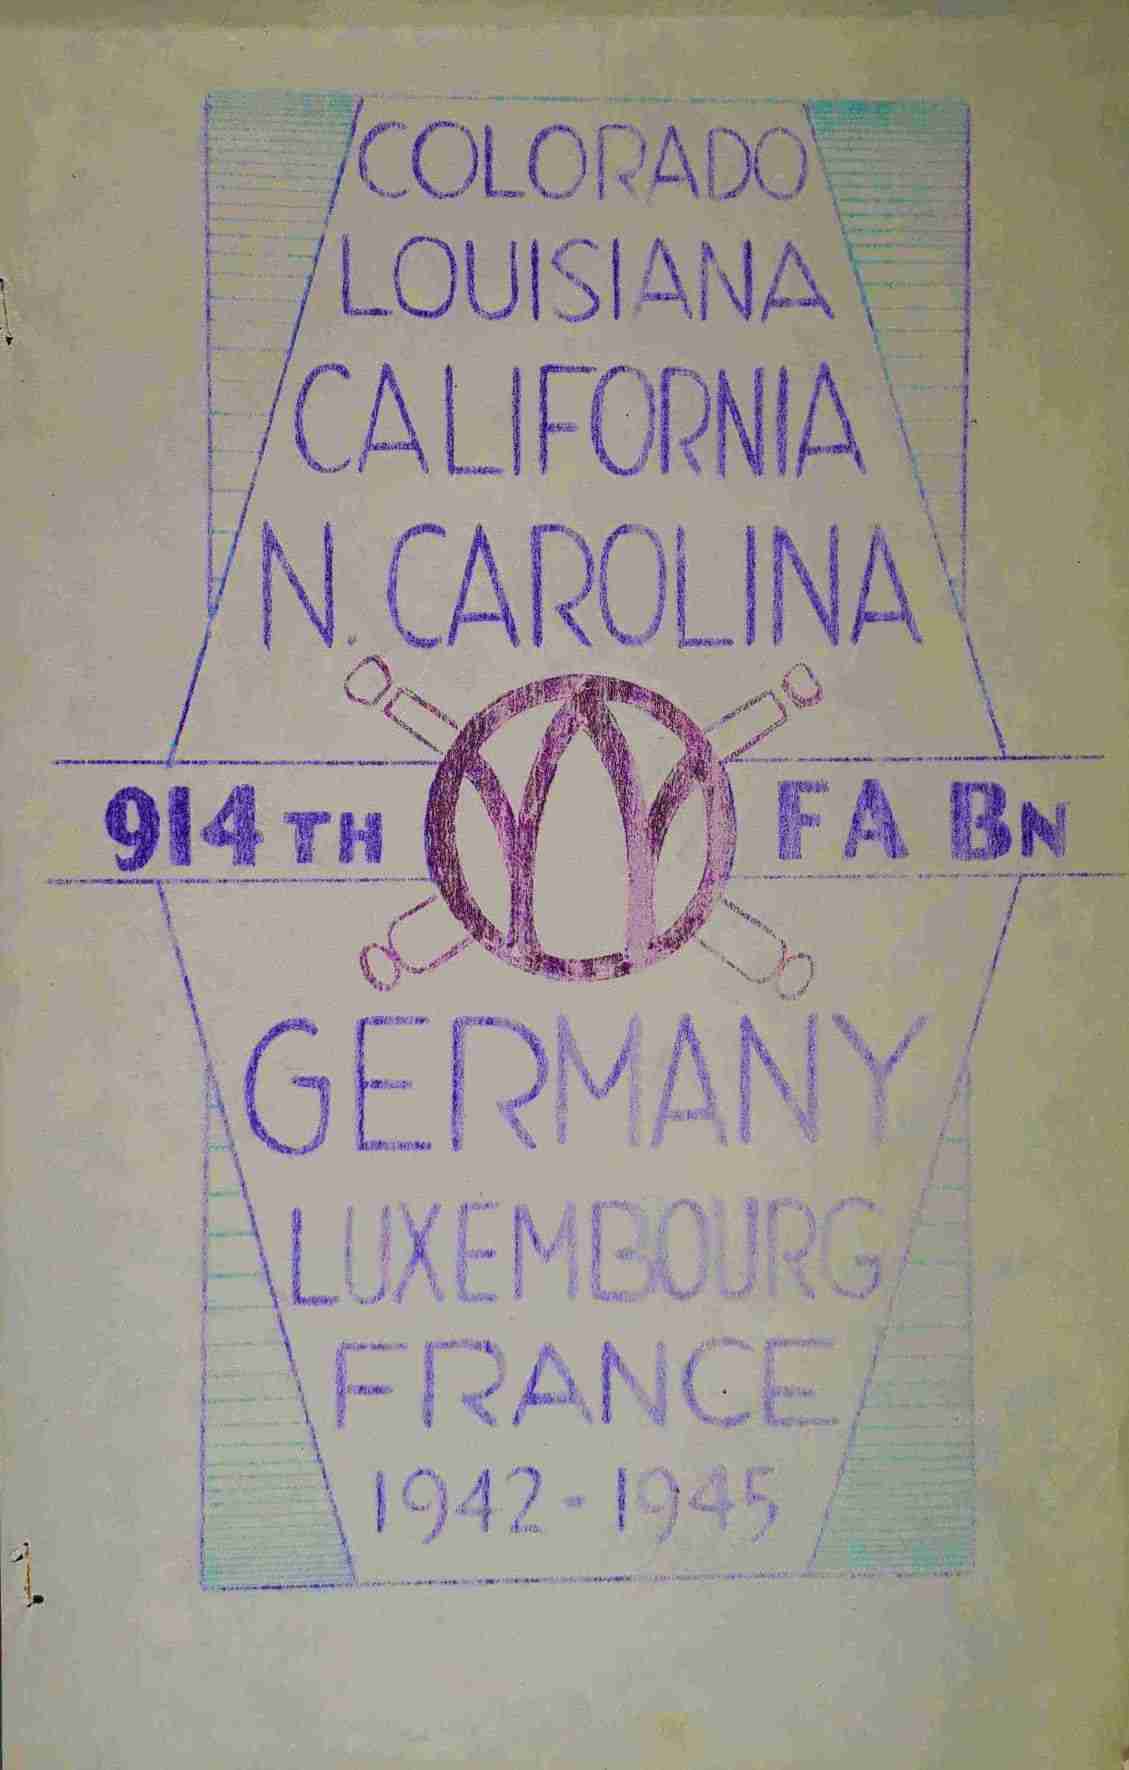 COLORADO
LOUISIANA
CALIFORNIA
N. CAROLINA
914TH FA BN
GERMANY
LUXEMBOURG
FRANCE
1942-1945